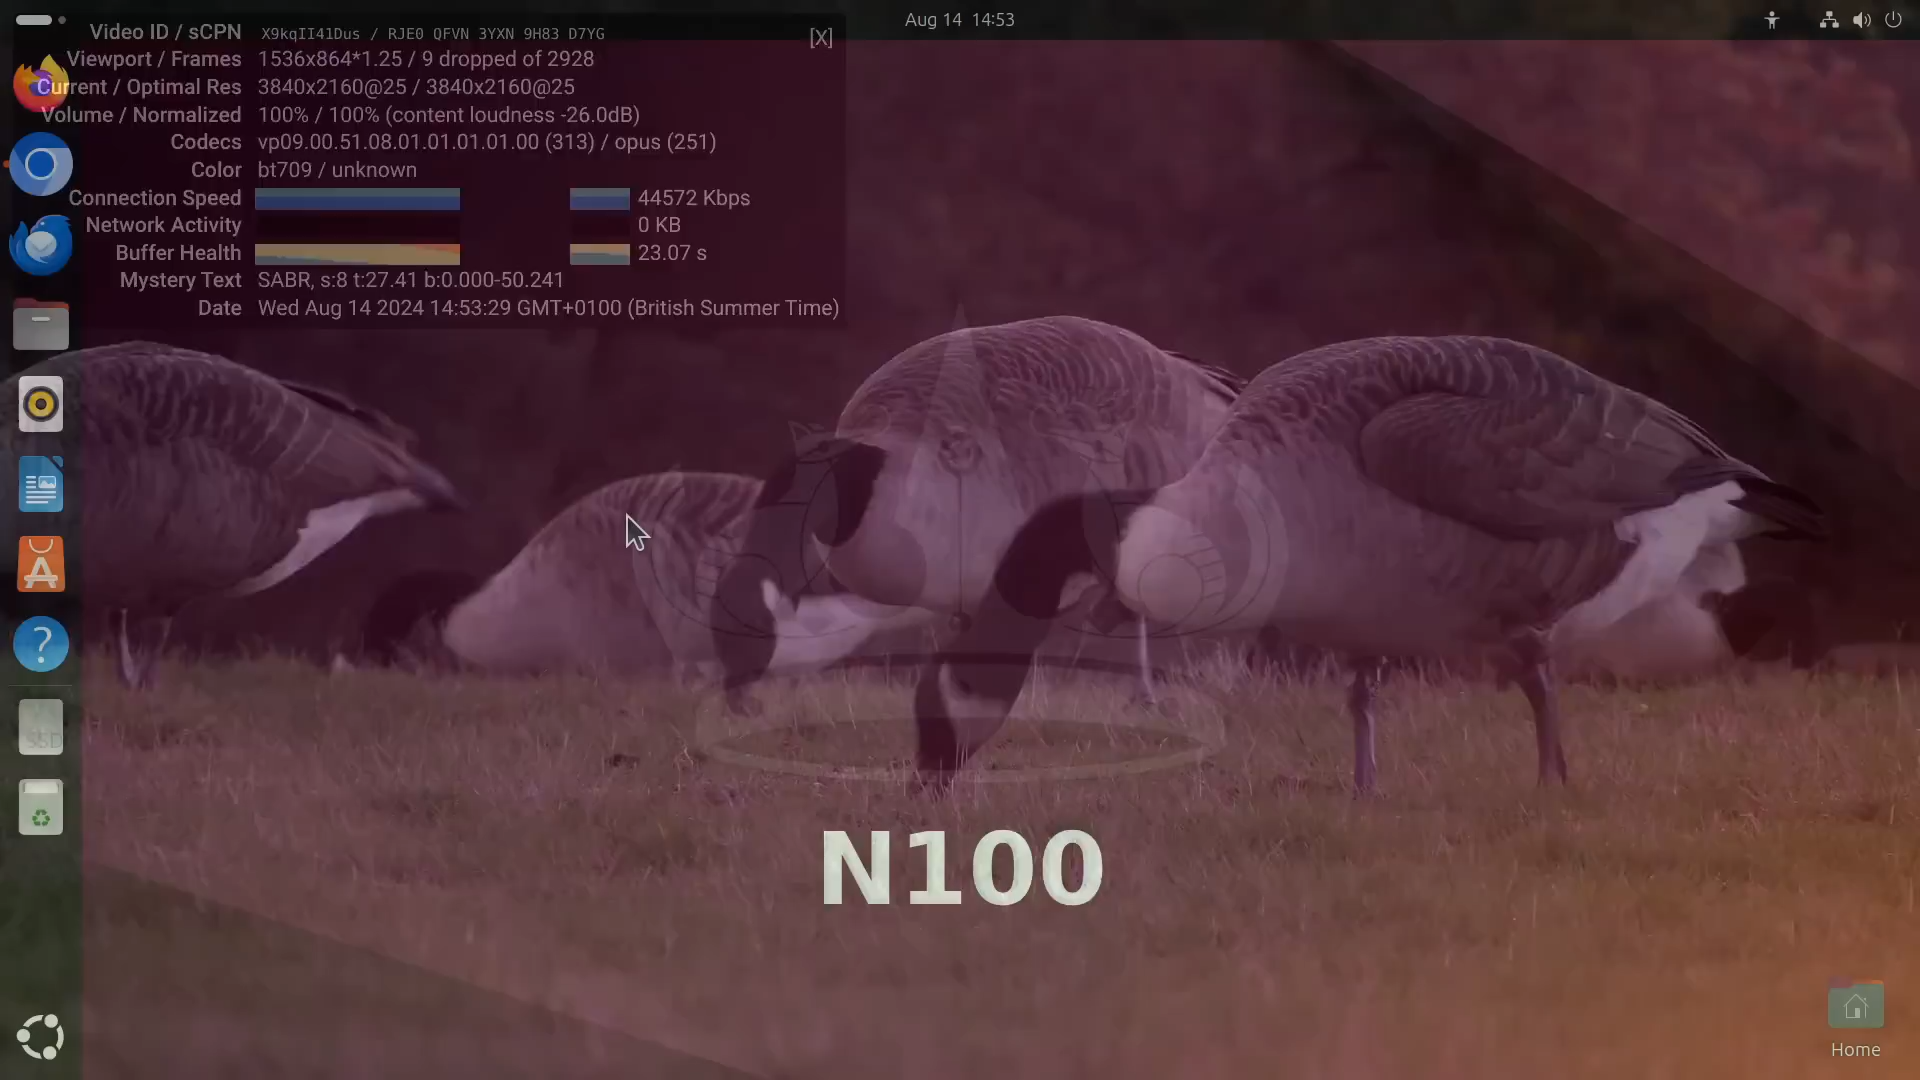 Aug 14 14:53
Video ID / sCPN X9kqII41Dus / RJE0 QFVN 3YXN 9H83 D7YG [X]
Viewport / Frames 1536x864*1.25 / 9 dropped of 2928
Current / Optimal Res 3840x2160@25 / 3840x2160@25
Volume / Normalized 100% / 100% (content loudness -26.0dB)
Codecs vp09.00.51.08.01.01.01.01.00 (313) / opus (251)
Color bt709 / unknown
Connection Speed 44572 Kbps
Network Activity 0 KB
Buffer Health 23.07 s
Mystery Text SABR, s:8 t:27.41 b:0.000-50.241
Date Wed Aug 14 2024 14:53:29 GMT+0100 (British Summer Time)
?
SSD
N100
Home